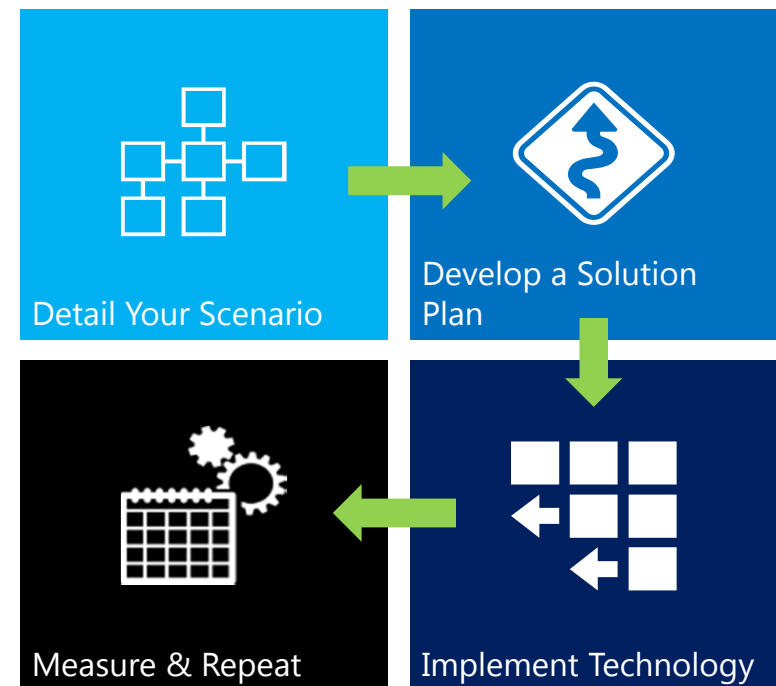 Detail Your Scenario
Develop a Solution
Plan
Measure & Repeat
Implement Technology